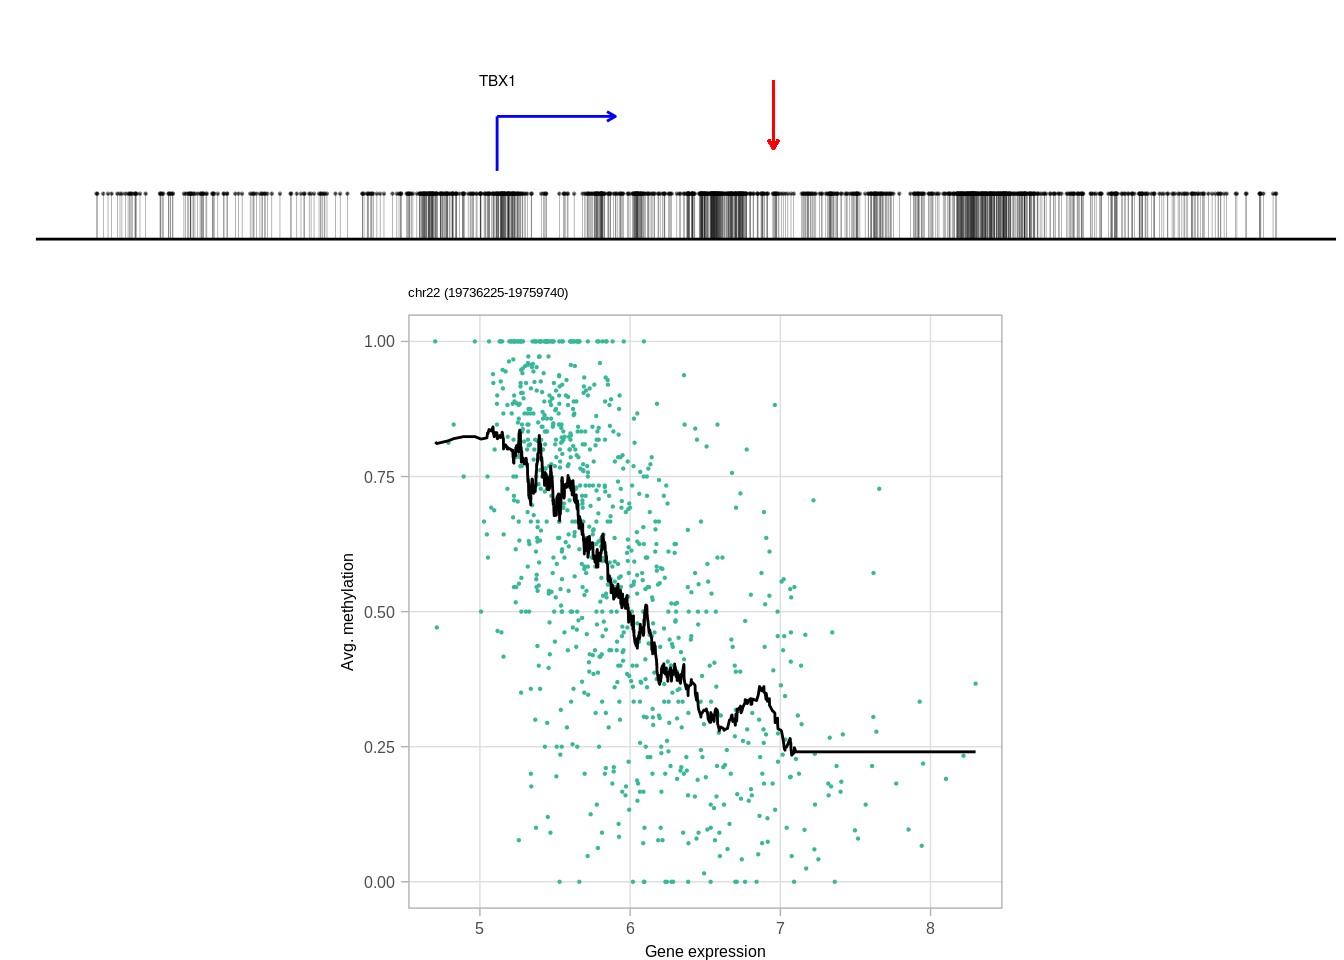 TBX1
chr22 (19736225-19759740)
1.00
0.75
0.50
0.25
0.00
Avg. methylation
5 6 7 8
Gene expression